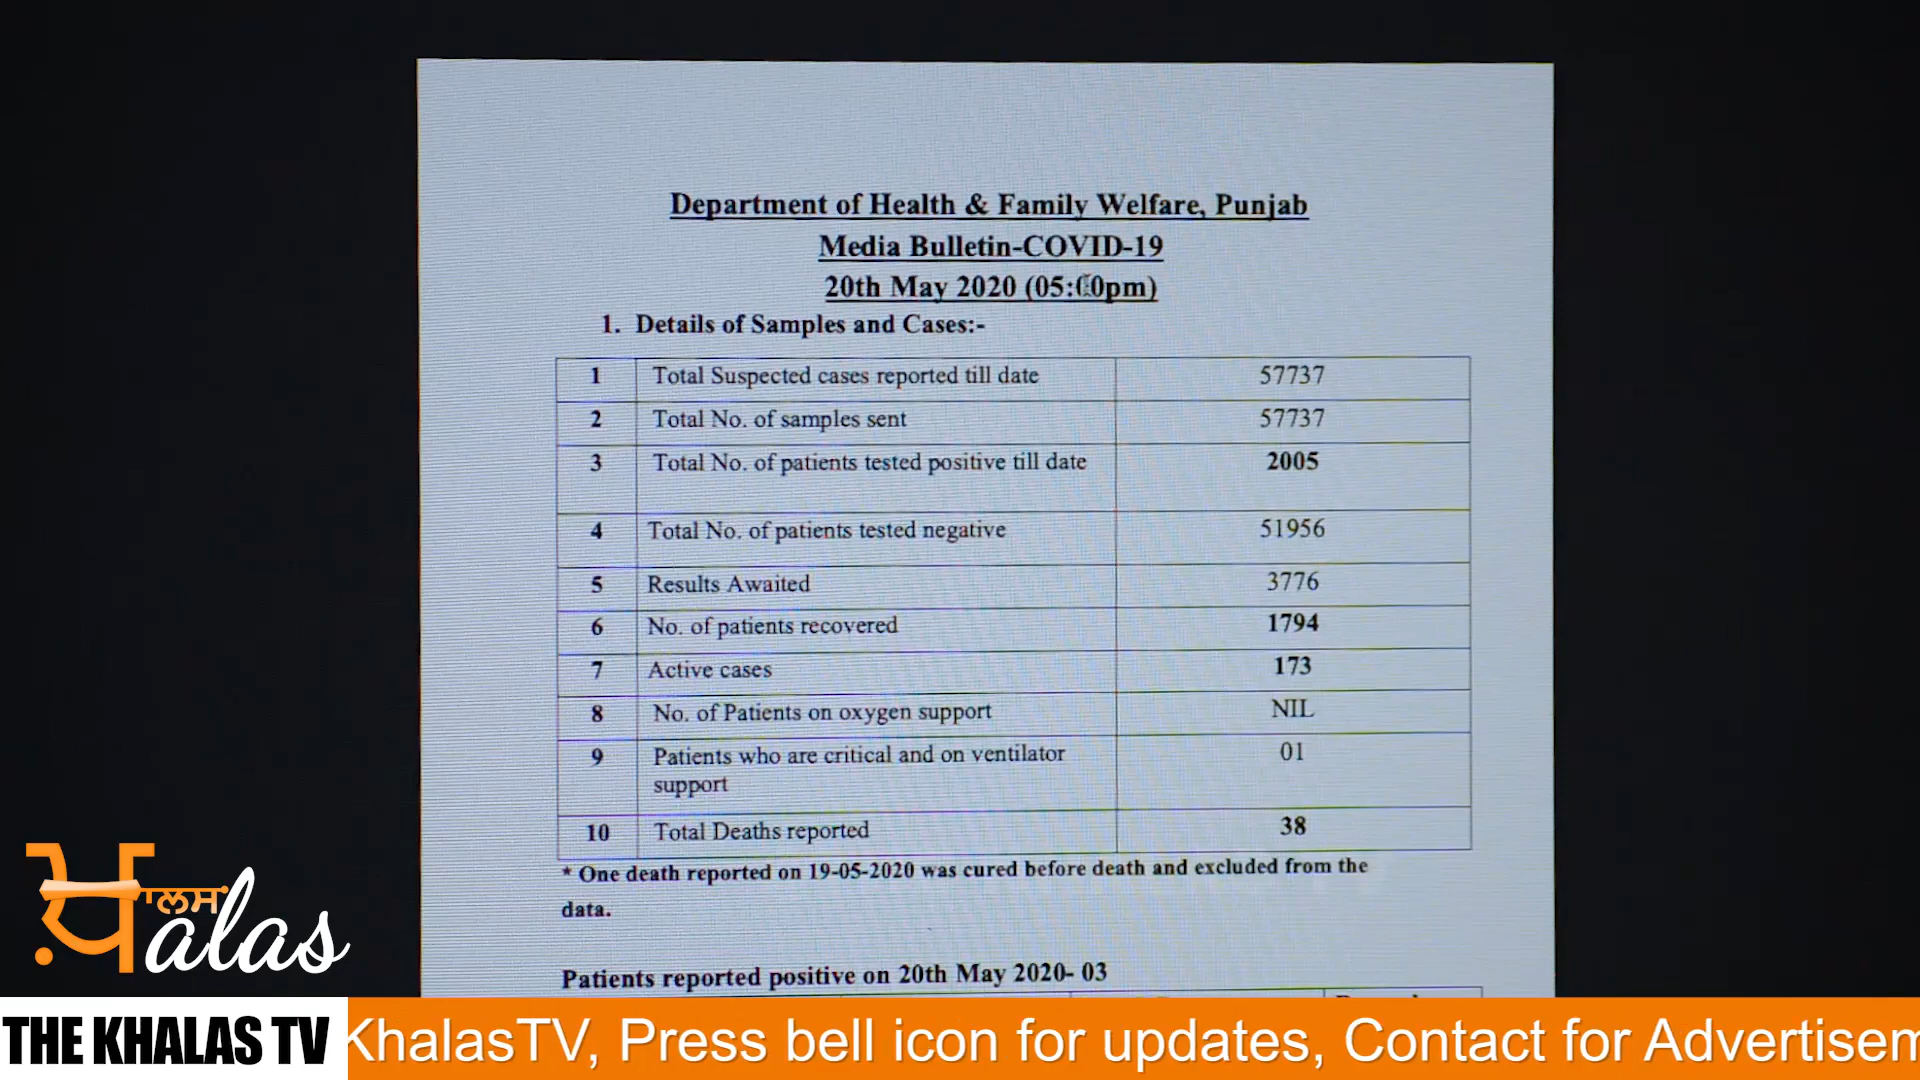 Department of Health & Family Welfare, Punjab
Media Bulletin-COVID-19
20th May 2020 (05:00pm)
1. Details of Samples and Cases:-
1 Total Suspected cases reported till date 57737
2 Total No. of samples sent 57737
3 Total No. of patients tested positive till date 2005
4 Total No. of patients tested negative 51956
5 Results Awaited 3776
6 No. of patients recovered 1794
7 Active cases 173
8 No. of Patients on oxygen support NIL
9 Patients who are critical and on ventilator
support 01
10 Total Deaths reported 38
* One death reported on 19-05-2020 was cured before death and excluded from the
data.
Patients reported positive on 20th May 2020- 03
ਖ਼ਾਲਸ
Khalas
THE KHALAS TV
KhalasTV, Press bell icon for updates, Contact for Advertisem